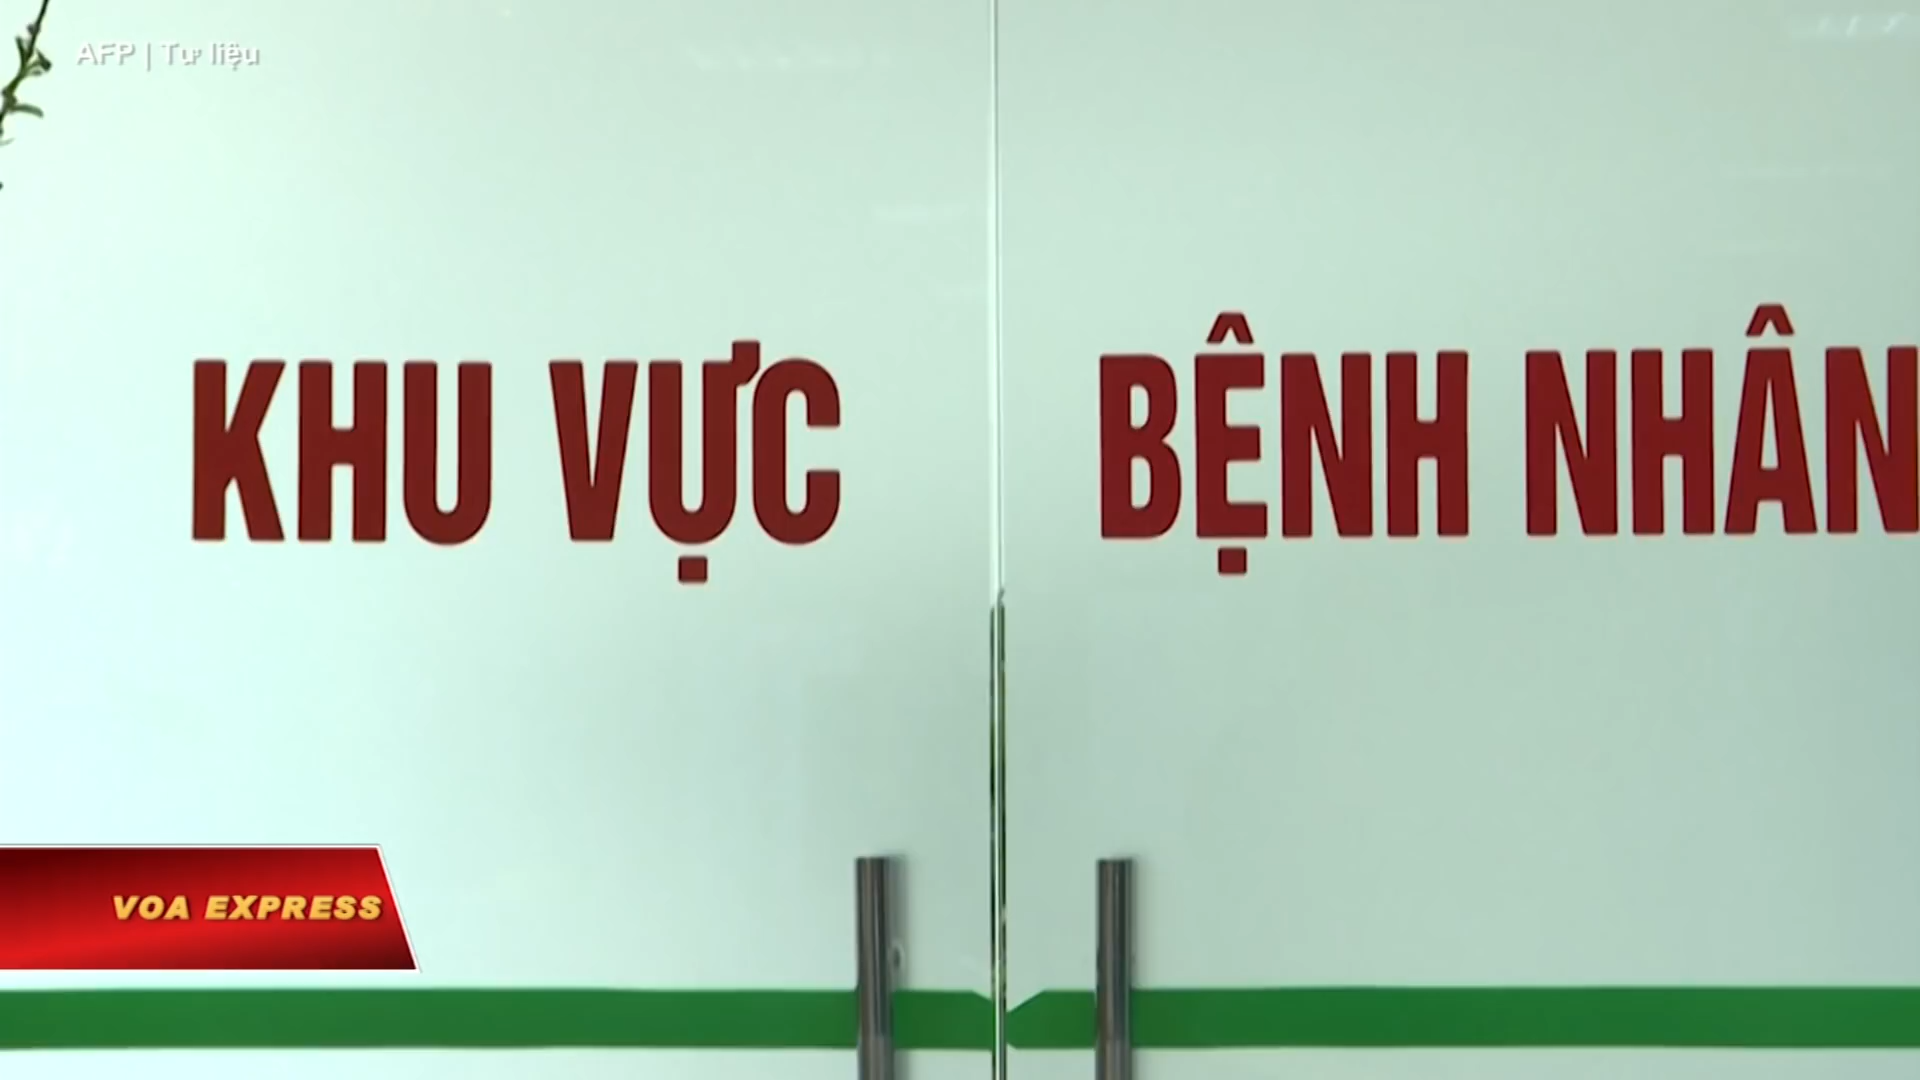 AFP | Tư liệu
KHU VỰC BỆNH NHÂN
VOA EXPRESS